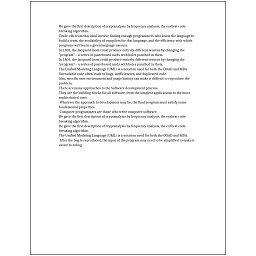 He gave the first description of cryptanalysis by frequency analysis, the earliest code-
breaking algorithm.
Trade-offs from this ideal involve finding enough programmers who know the language to
build a team, the availability of compilers for that language, and the efficiency with which
programs written in a given language execute.
In 1801, the Jacquard loom could produce entirely different weaves by changing the
"program" – a series of pasteboard cards with holes punched in them.
In 1801, the Jacquard loom could produce entirely different weaves by changing the
"program" – a series of pasteboard cards with holes punched in them.
The Unified Modeling Language (UML) is a notation used for both the OOAD and MDA.
Unreadable code often leads to bugs, inefficiencies, and duplicated code.
Also, specific user environment and usage history can make it difficult to reproduce the
problem.
There are many approaches to the Software development process.
They are the building blocks for all software, from the simplest applications to the most
sophisticated ones.
Whatever the approach to development may be, the final program must satisfy some
fundamental properties.
Computer programmers are those who write computer software.
He gave the first description of cryptanalysis by frequency analysis, the earliest code-
breaking algorithm.
He gave the first description of cryptanalysis by frequency analysis, the earliest code-
breaking algorithm.
The Unified Modeling Language (UML) is a notation used for both the OOAD and MDA.
After the bug is reproduced, the input of the program may need to be simplified to make it
easier to debug.